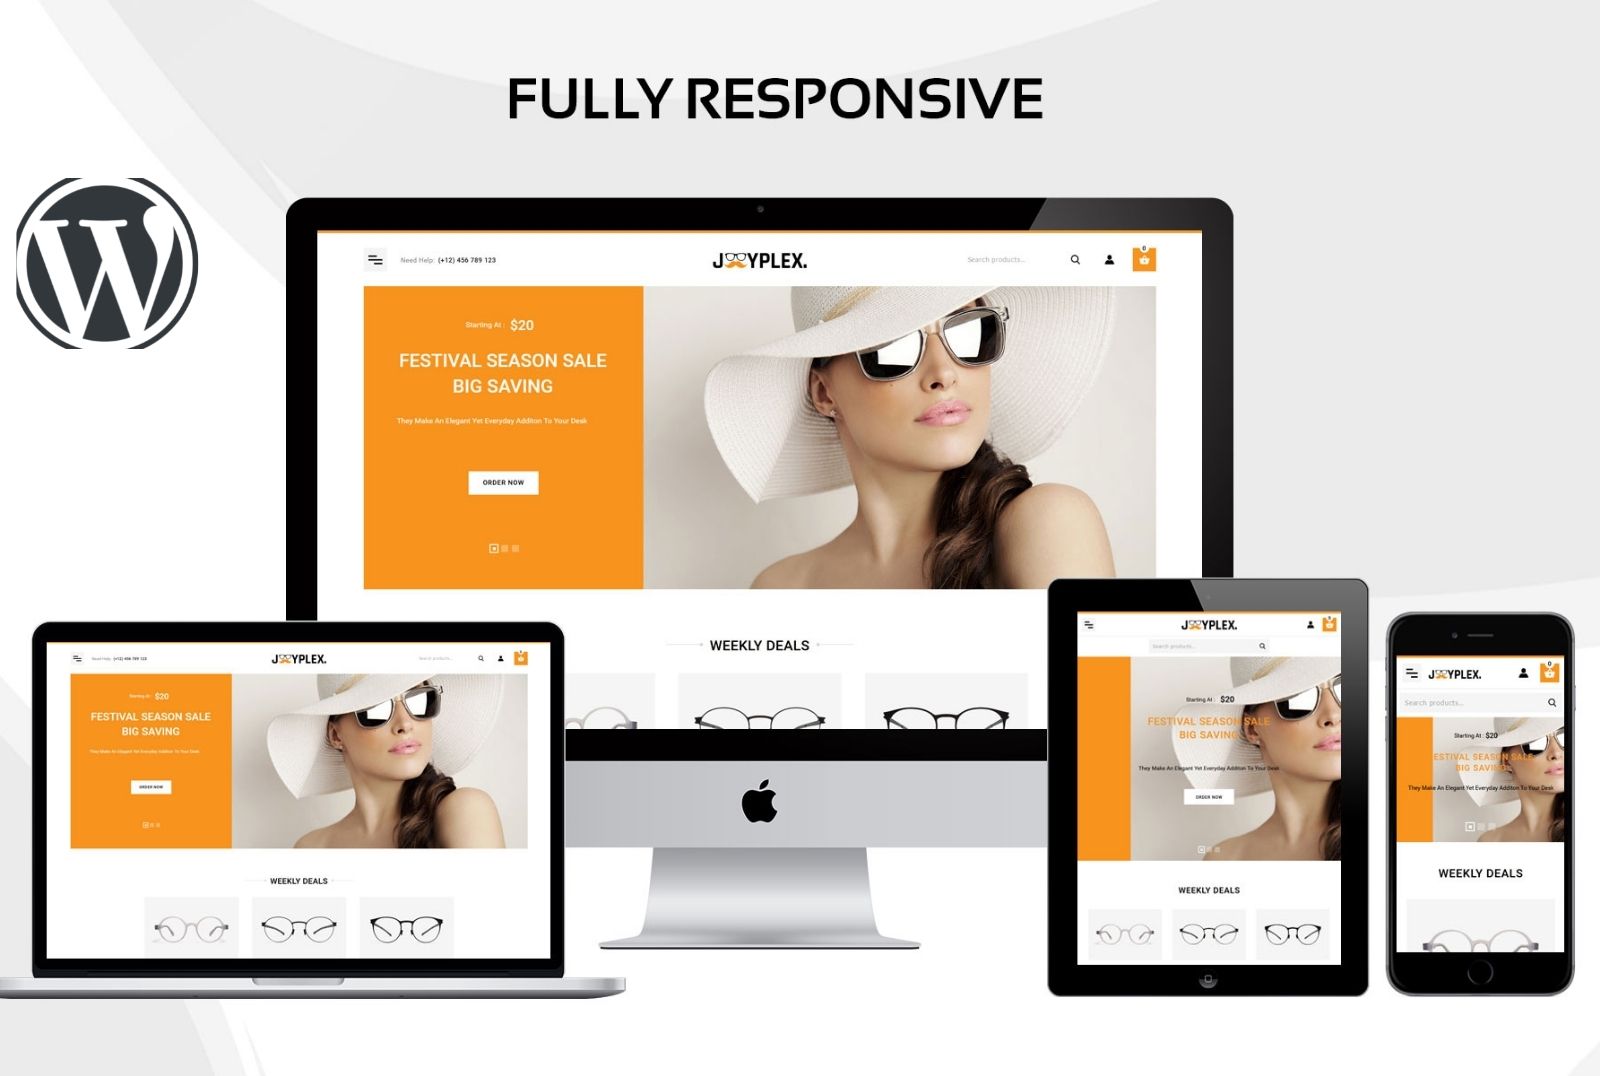 FULLY RESPONSIVE
Need Help: (+12) 456 789 123
JOYPLEX.
Search products...
0
Starting At : $20
FESTIVAL SEASON SALE
BIG SAVING
They Make An Elegant Yet Everyday Additon To Your Desk
ORDER NOW
WEEKLY DEALS
Need Help: (+12) 456 789 123
JOYPLEX.
Search products...
Starting At : $20
FESTIVAL SEASON SALE
BIG SAVING
They Make An Elegant Yet Everyday Additon To Your Desk
ORDER NOW
WEEKLY DEALS
JOYPLEX.
Search products...
Starting At : $20
FESTIVAL SEASON SALE
BIG SAVING
They Make An Elegant Yet Everyday Additon To Your Desk
ORDER NOW
WEEKLY DEALS
JOYPLEX.
0
Search products...
Starting At : $20
FESTIVAL SEASON SALE
BIG SAVING
They Make An Elegant Yet Everyday Additon To Your Desk
WEEKLY DEALS